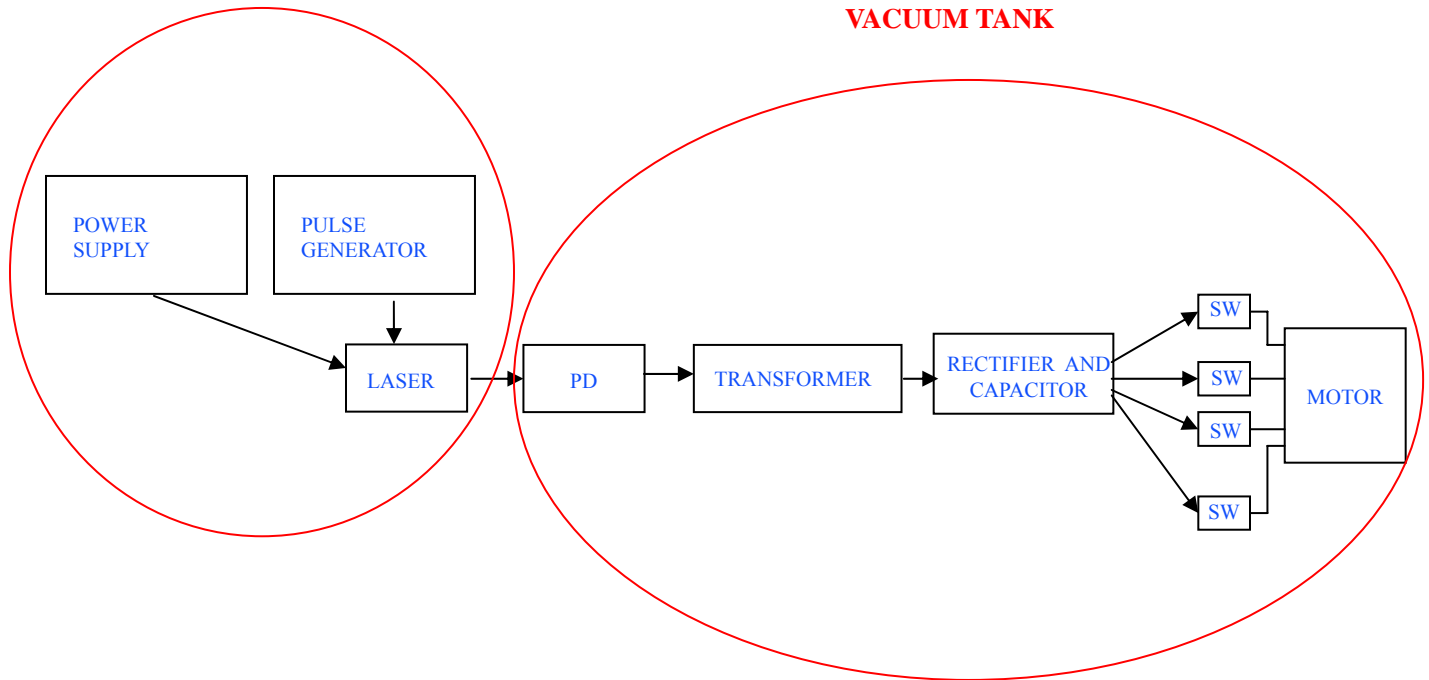 VACUUM TANK
POWER
SUPPLY
PULSE
GENERATOR
LASER
PD
TRANSFORMER
RECTIFIER AND
CAPACITOR
SW
SW
SW
SW
MOTOR